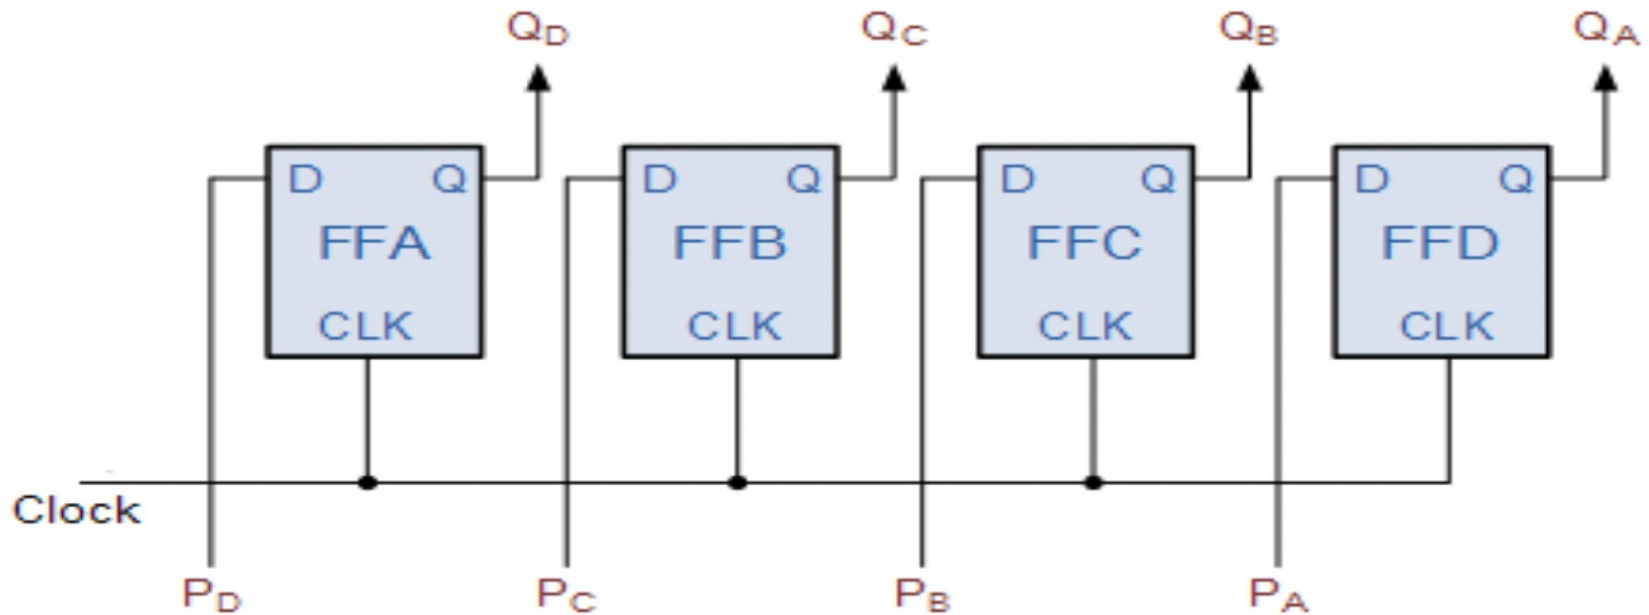 QD QC QB QA
D Q D Q D Q D Q
FFA FFB FFC FFD
CLK CLK CLK CLK
Clock
PD PC PB PA